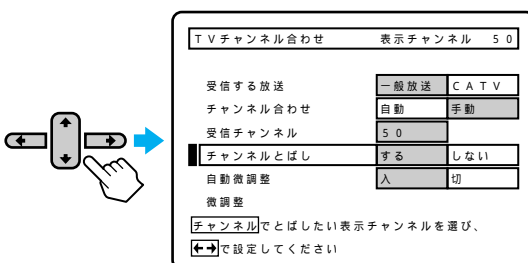 TVチャンネル合わせ 表示チャンネル 50
受信する放送 一般放送 CATV
チャンネル合わせ 自動 手動
受信チャンネル 50
チャンネルとばし する しない
自動微調整 入 切
微調整
チャンネルでとばしたい表示チャンネルを選び、
←→で設定してください